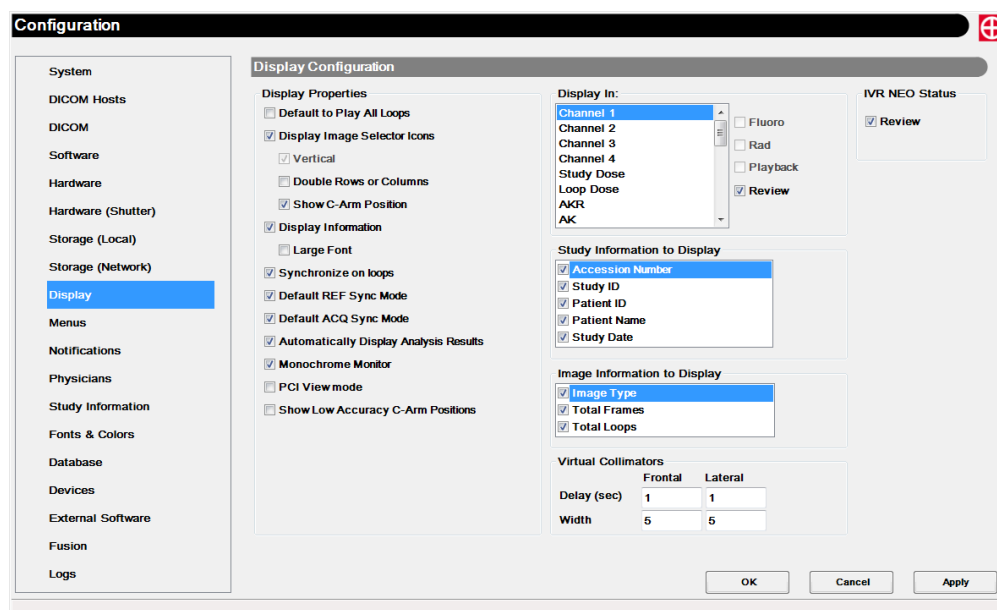 Configuration
System
DICOM Hosts
DICOM
Software
Hardware
Hardware (Shutter)
Storage (Local)
Storage (Network)
Display
Menus
Notifications
Physicians
Study Information
Fonts & Colors
Database
Devices
External Software
Fusion
Logs
Display Configuration
Display Properties
Default to Play All Loops
Display Image Selector Icons
Vertical
Double Rows or Columns
Show C-Arm Position
Display Information
Large Font
Synchronize on loops
Default REF Sync Mode
Default ACQ Sync Mode
Automatically Display Analysis Results
Monochrome Monitor
PCI View mode
Show Low Accuracy C-Arm Positions
Display In:
Channel 1
Channel 2
Channel 3
Channel 4
Study Dose
Loop Dose
AKR
AK
Fluoro
Rad
Playback
Review
Study Information to Display
Accession Number
Study ID
Patient ID
Patient Name
Study Date
Image Information to Display
Image Type
Total Frames
Total Loops
Virtual Collimators
Frontal Lateral
Delay (sec) 1 1
Width 5 5
IVR NEO Status
Review
OK Cancel Apply